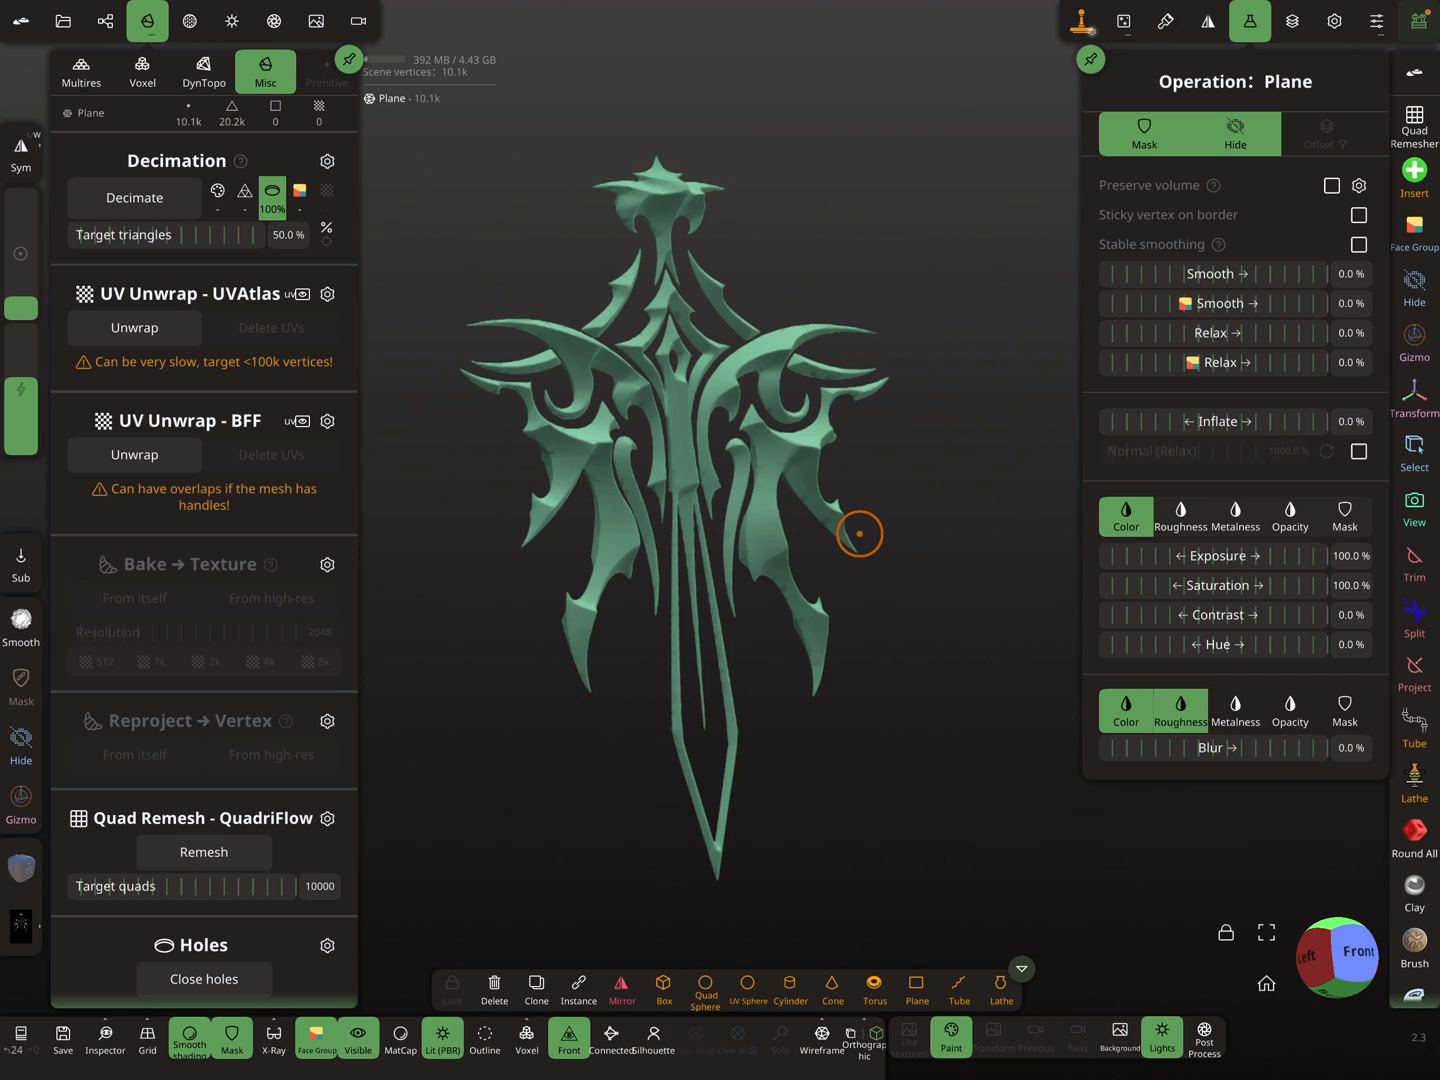 392 MB / 4.43 GB
Scene vertices: 10.1k
Plane - 10.1k
Multires
Voxel
DynTopo
Misc
Primitive
Plane
10.1k
20.2k
0
0
Decimation
Decimate
-
-
100%
-
-
Target triangles
50.0 %
%
UV Unwrap - UVAtlas
uv
Unwrap
Delete UVs
Can be very slow, target <100k vertices!
UV Unwrap - BFF
uv
Unwrap
Delete UVs
Can have overlaps if the mesh has
handles!
Bake → Texture
From itself
From high-res
Resolution
2048
512
1k
2k
4k
8k
Reproject → Vertex
From itself
From high-res
Quad Remesh - QuadriFlow
Remesh
Target quads
10000
Holes
Close holes
Sym
Sub
Smooth
Mask
Hide
Gizmo
Operation: Plane
Mask
Hide
Offset
Preserve volume
Sticky vertex on border
Stable smoothing
Smooth →
0.0 %
Smooth →
0.0 %
Relax →
0.0 %
Relax →
0.0 %
← Inflate →
0.0 %
Normal (Relax)
1000.0 %
Color
Roughness
Metalness
Opacity
Mask
← Exposure →
100.0 %
← Saturation →
100.0 %
← Contrast →
0.0 %
← Hue →
0.0 %
Color
Roughness
Metalness
Opacity
Mask
Blur →
0.0 %
Quad
Remesher
Insert
Face Group
Hide
Gizmo
Transform
Select
View
Trim
Split
Project
Tube
Lathe
Round All
Clay
Brush
Left
Front
Lock
Delete
Clone
Instance
Mirror
Box
Quad
Sphere
UV Sphere
Cylinder
Cone
Torus
Plane
Tube
Lathe
Save
Inspector
Grid
Smooth
shading
Mask
X-Ray
Face Group
Visible
MatCap
Lit (PBR)
Outline
Voxel
Front
Connected
Silhouette
Solo
Wireframe
Orthograp
hic
Use
textures
Paint
Transform
Previous
Next
Background
Lights
Post
Process
2.3